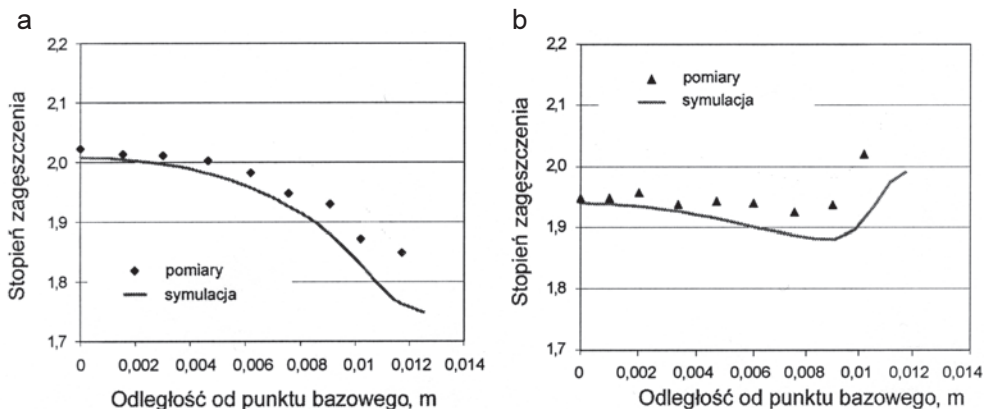 a
Stopień zagęszczenia
2,2
2,1
2,0
1,9
1,8
1,7
pomiary
symulacja
0 0,002 0,004 0,006 0,008 0,01 0,012 0,014
Odległość od punktu bazowego, m
b
Stopień zagęszczenia
2,2
2,1
2,0
1,9
1,8
1,7
pomiary
symulacja
0 0,002 0,004 0,006 0,008 0,01 0,012 0,014
Odległość od punktu bazowego, m